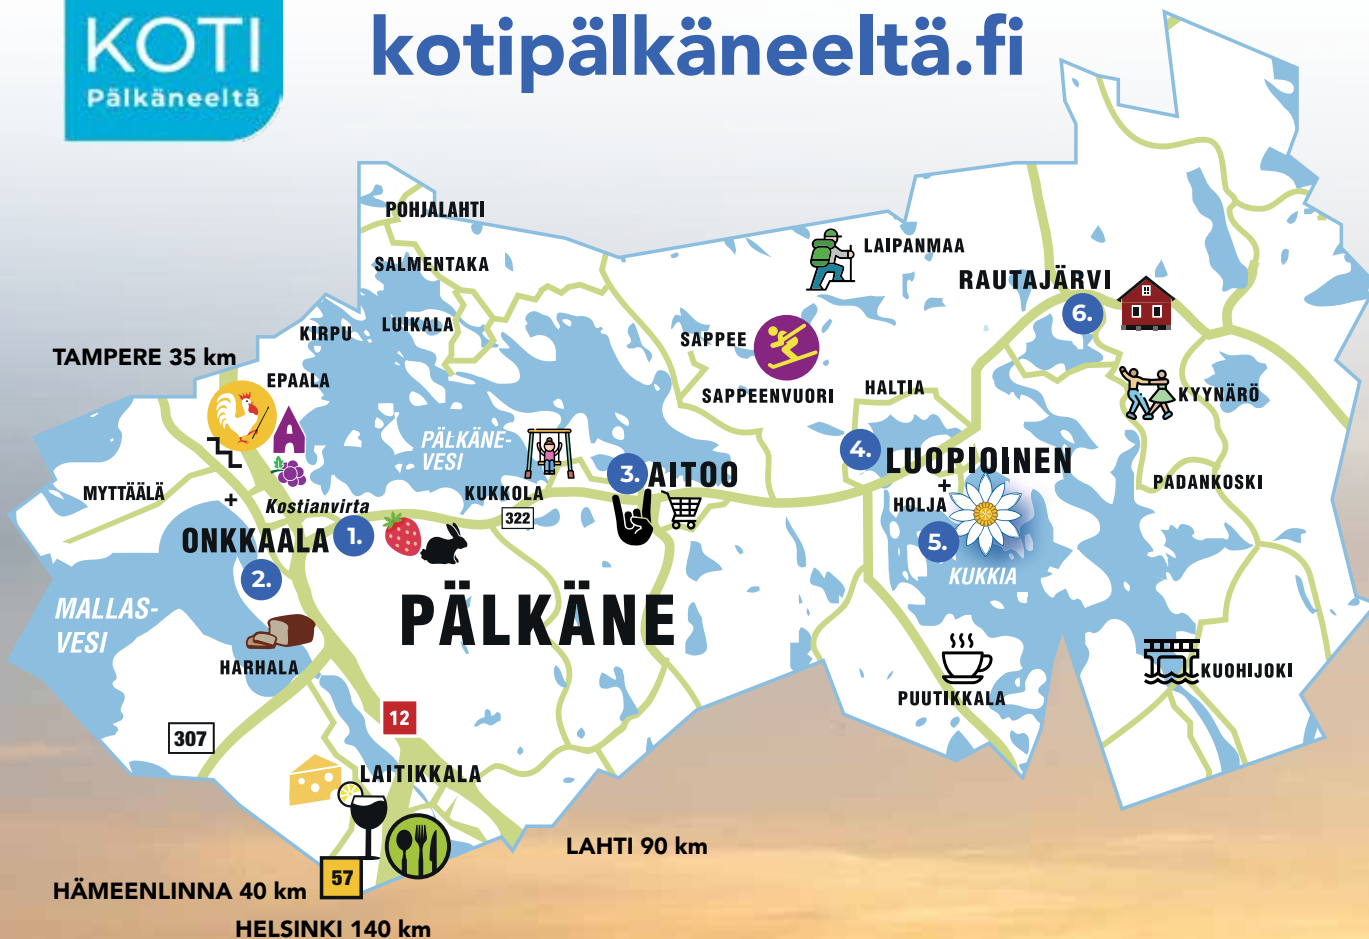 KOTI
Pälkäneeltä
kotipälkäneeltä.fi
POHJALAHTI
SALMENTAKA
LAIPANMAA
RAUTAJÄRVI
6.
KIRPU
LUIKALA
SAPPEE
TAMPERE 35 km
EPAALA
SAPPEENVUORI
HALTIA
KYYNÄRÖ
PÄLKÄNE-
VESI
4.
LUOPIOINEN
3.
AITOO
MYTTÄÄLÄ
+
Kostianvirta
KUKKOLA
322
+
HOLJA
PADANKOSKI
ONKKAALA
1.
5.
2.
KUKKIA
MALLAS-
VESI
PÄLKÄNE
HARHALA
PUUTIKKALA
KUOHIJOKI
12
307
LAITIKKALA
LAHTI 90 km
57
HÄMEENLINNA 40 km
HELSINKI 140 km